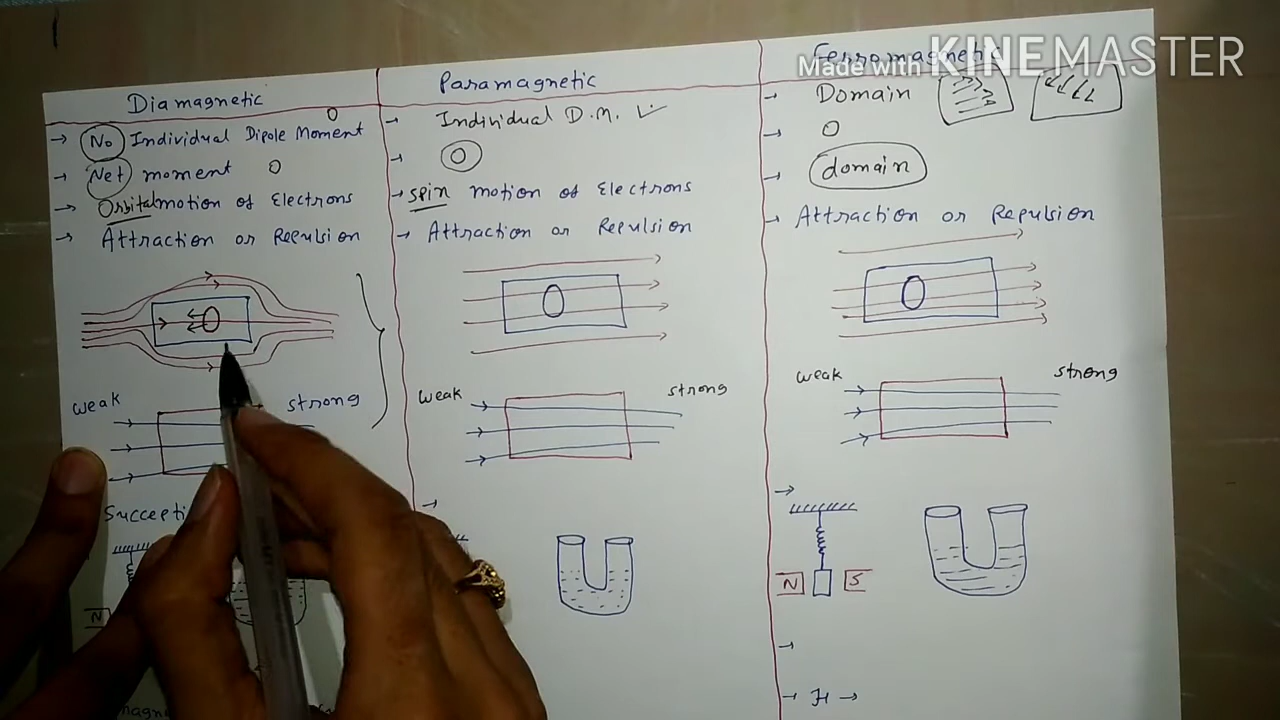 Made with KINEMASTER
Diamagnetic
0
→ No Individual Dipole Moment
→ Net moment 0
→ Orbital motion of Electrons
→ Attraction or Repulsion
weak
strong
N
Paramagnetic
→ Individual D.M. ✓
→ 0
→ spin motion of Electrons
→ Attraction or Repulsion
weak
strong
→
Ferromagnetic
→ Domain
→ 0
→ domain
→ Attraction or Repulsion
weak
strong
→
N S
→
→ H →